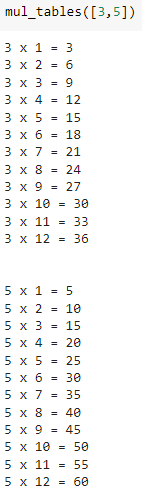 mul_tables([3,5])
3 x 1 = 3
3 x 2 = 6
3 x 3 = 9
3 x 4 = 12
3 x 5 = 15
3 x 6 = 18
3 x 7 = 21
3 x 8 = 24
3 x 9 = 27
3 x 10 = 30
3 x 11 = 33
3 x 12 = 36
5 x 1 = 5
5 x 2 = 10
5 x 3 = 15
5 x 4 = 20
5 x 5 = 25
5 x 6 = 30
5 x 7 = 35
5 x 8 = 40
5 x 9 = 45
5 x 10 = 50
5 x 11 = 55
5 x 12 = 60